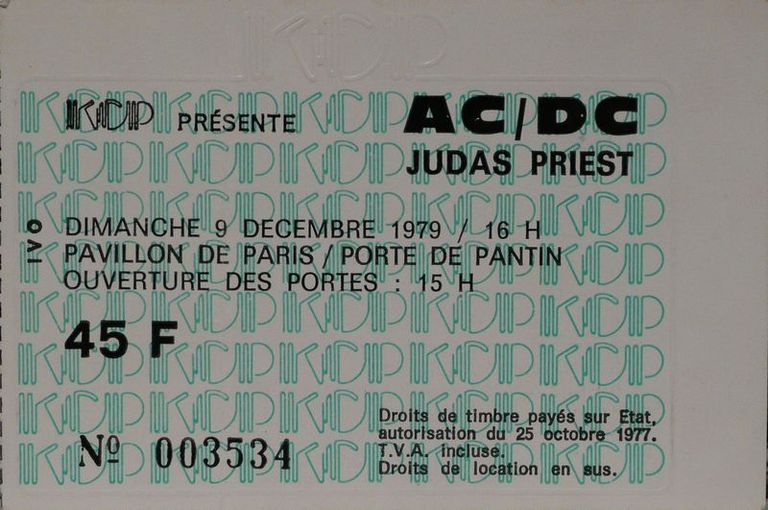 KCP
KCP PRÉSENTE
AC/DC
JUDAS PRIEST
DIMANCHE 9 DECEMBRE 1979 / 16 H
PAVILLON DE PARIS / PORTE DE PANTIN
OUVERTURE DES PORTES : 15 H
IVO
45 F
Droits de timbre payés sur Etat,
autorisation du 25 octobre 1977.
T.V.A. incluse.
Droits de location en sus.
Nº 003534